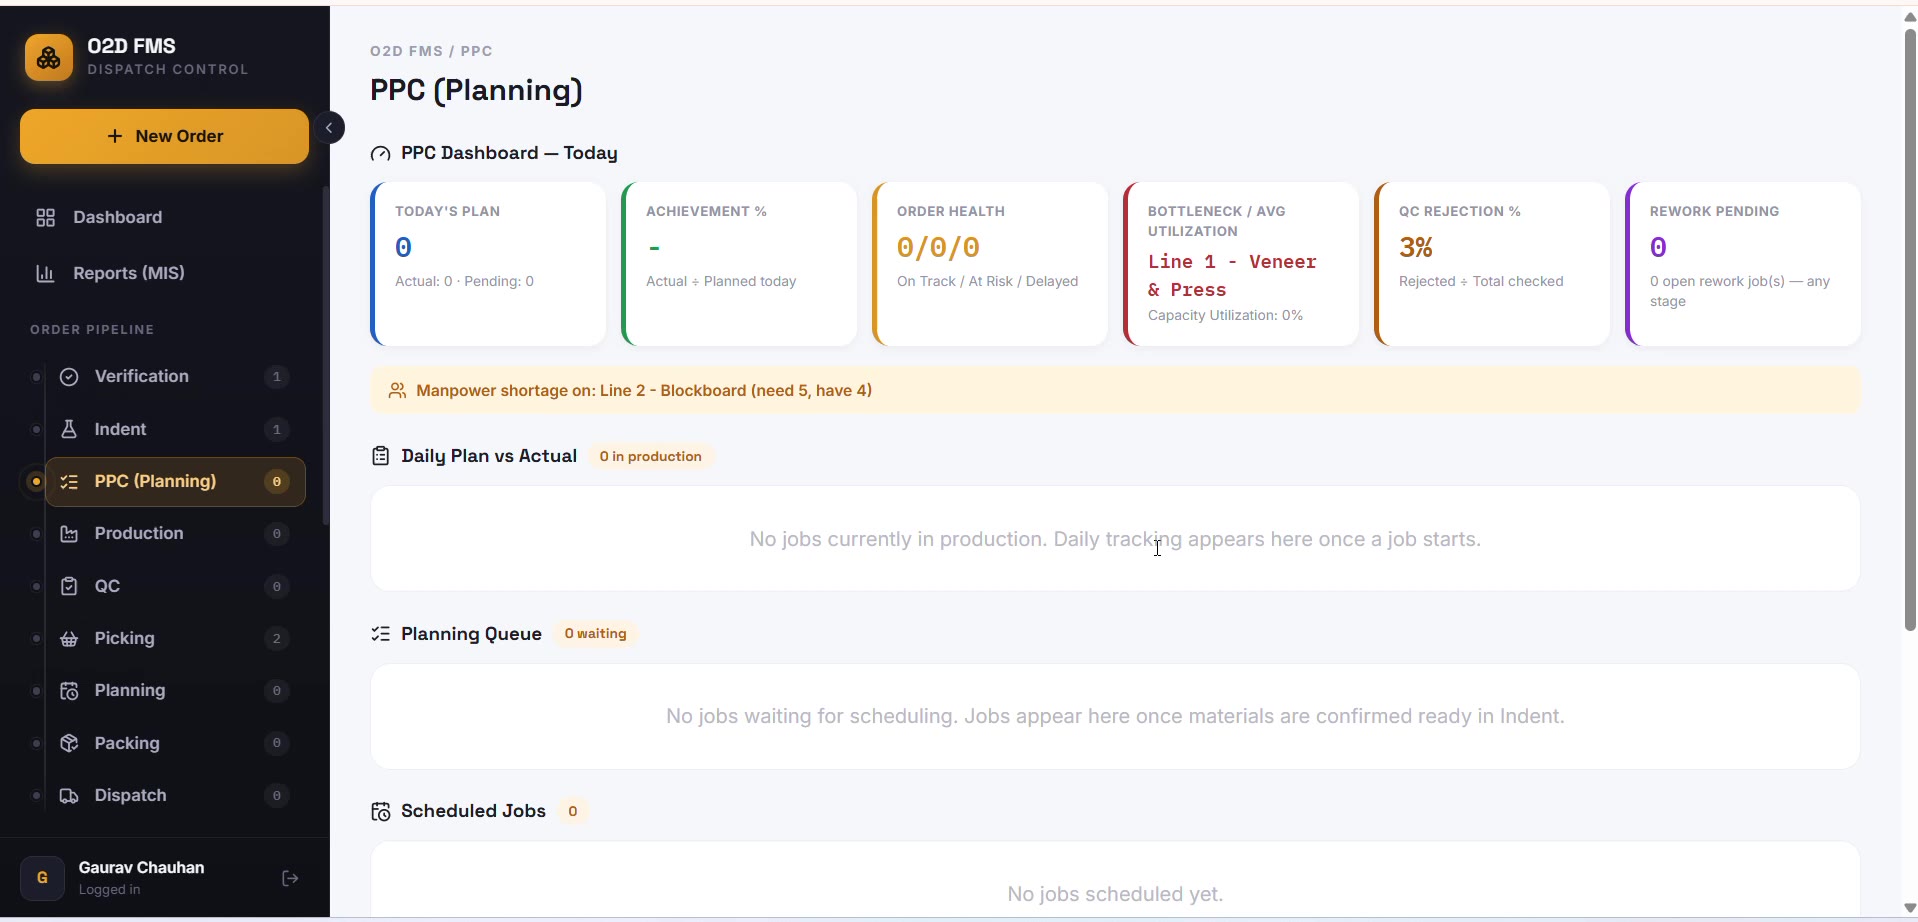 O2D FMS
DISPATCH CONTROL
+ New Order
Dashboard
Reports (MIS)
ORDER PIPELINE
Verification 1
Indent 1
PPC (Planning) 0
Production 0
QC 0
Picking 2
Planning 0
Packing 0
Dispatch 0
G
Gaurav Chauhan
Logged in
O2D FMS / PPC
PPC (Planning)
PPC Dashboard — Today
TODAY'S PLAN
0
Actual: 0 · Pending: 0
ACHIEVEMENT %
-
Actual ÷ Planned today
ORDER HEALTH
0/0/0
On Track / At Risk / Delayed
BOTTLENECK / AVG
UTILIZATION
Line 1 - Veneer
& Press
Capacity Utilization: 0%
QC REJECTION %
3%
Rejected ÷ Total checked
REWORK PENDING
0
0 open rework job(s) — any
stage
Manpower shortage on: Line 2 - Blockboard (need 5, have 4)
Daily Plan vs Actual 0 in production
No jobs currently in production. Daily tracking appears here once a job starts.
Planning Queue 0 waiting
No jobs waiting for scheduling. Jobs appear here once materials are confirmed ready in Indent.
Scheduled Jobs 0
No jobs scheduled yet.